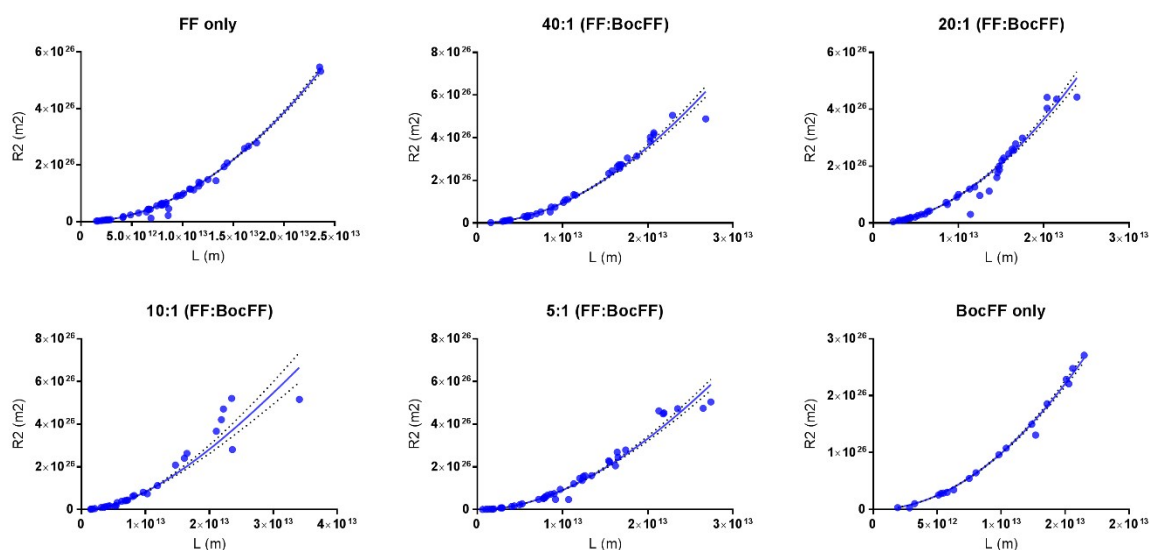 FF only
R2 (m2)
6×10²⁶
4×10²⁶
2×10²⁶
0
0 5.0×10¹² 1.0×10¹³ 1.5×10¹³ 2.0×10¹³ 2.5×10¹³
L (m)
40:1 (FF:BocFF)
R2 (m2)
8×10²⁶
6×10²⁶
4×10²⁶
2×10²⁶
0
0 1×10¹³ 2×10¹³ 3×10¹³
L (m)
20:1 (FF:BocFF)
R2 (m2)
6×10²⁶
4×10²⁶
2×10²⁶
0
0 1×10¹³ 2×10¹³ 3×10¹³
L (m)
10:1 (FF:BocFF)
R2 (m2)
8×10²⁶
6×10²⁶
4×10²⁶
2×10²⁶
0
0 1×10¹³ 2×10¹³ 3×10¹³ 4×10¹³
L (m)
5:1 (FF:BocFF)
R2 (m2)
8×10²⁶
6×10²⁶
4×10²⁶
2×10²⁶
0
0 1×10¹³ 2×10¹³ 3×10¹³
L (m)
BocFF only
R2 (m2)
3×10²⁶
2×10²⁶
1×10²⁶
0
0 5×10¹² 1×10¹³ 2×10¹³ 2×10¹³
L (m)